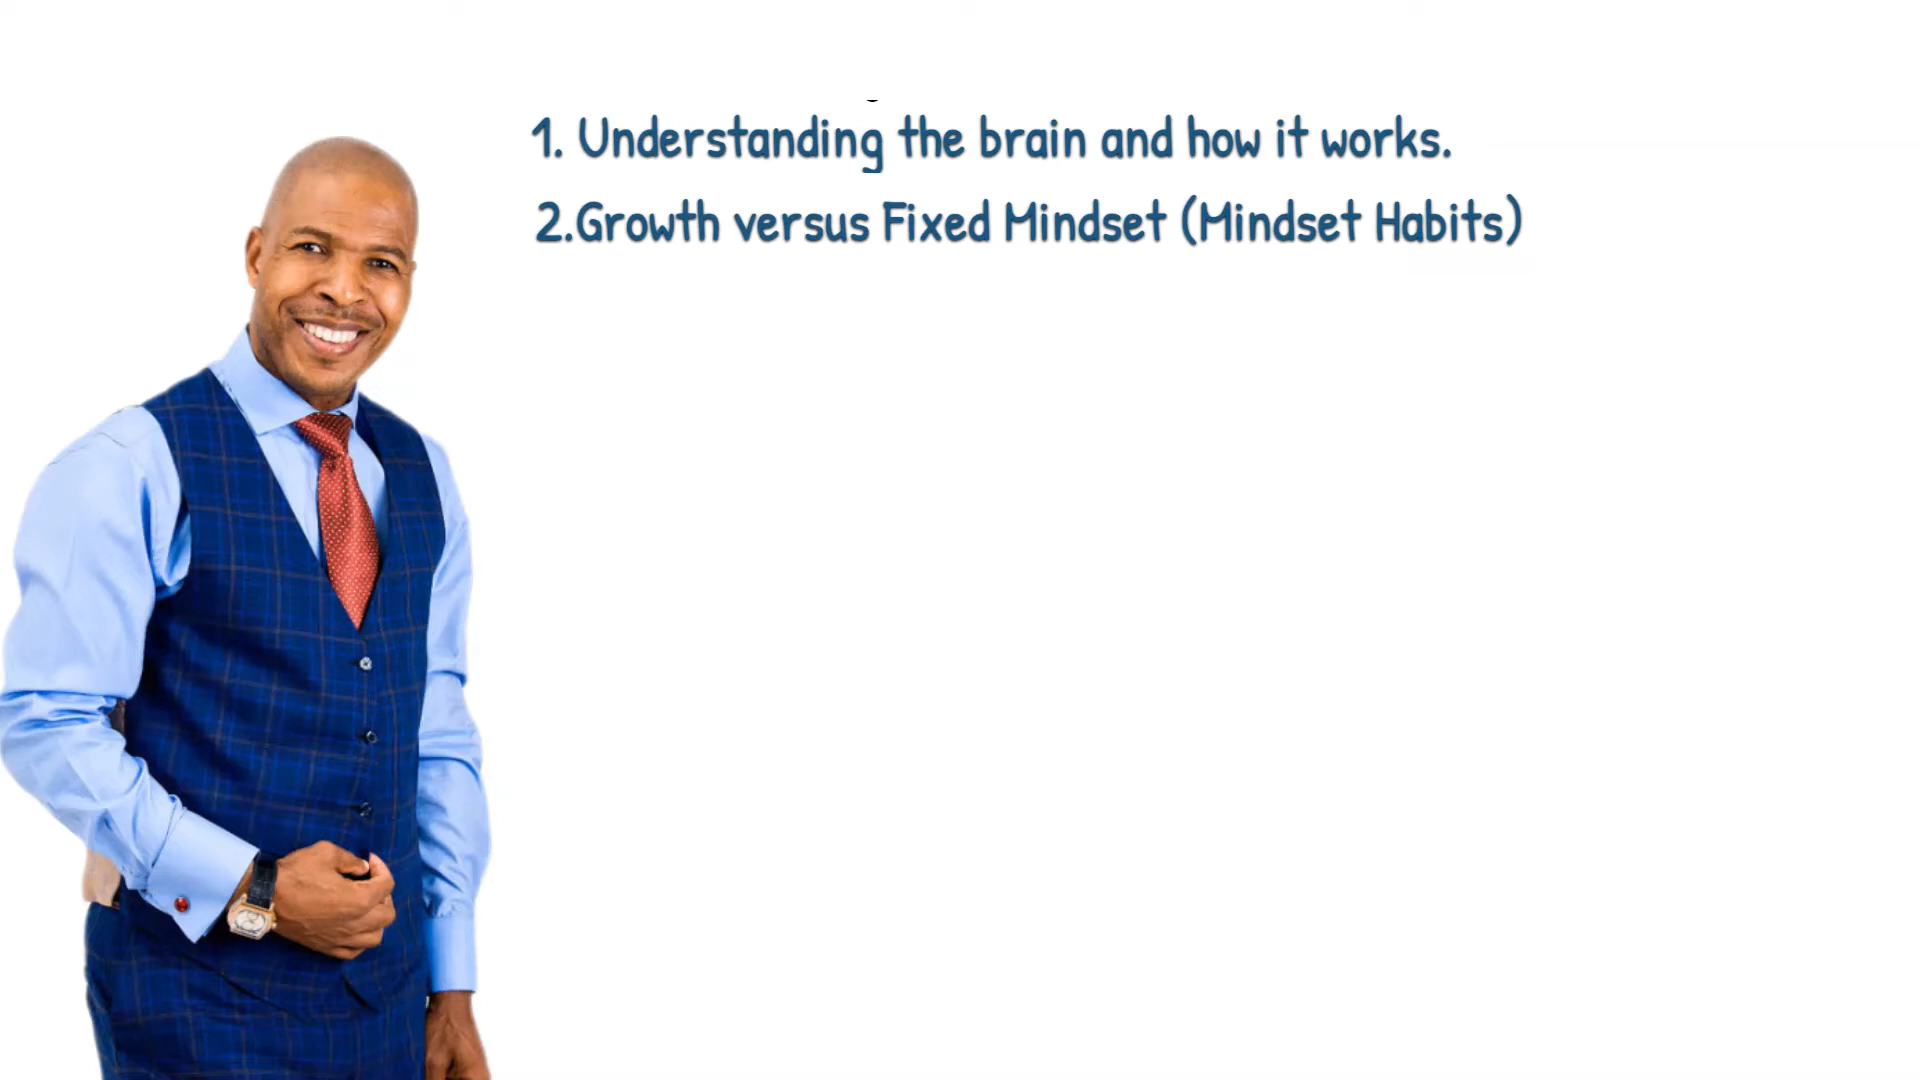 1. Understanding the brain and how it works.
2.Growth versus Fixed Mindset (Mindset Habits)